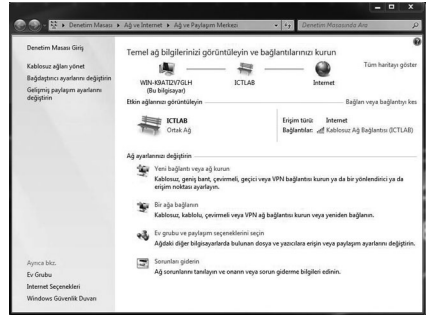 Denetim Masası ▸ Ağ ve Internet ▸ Ağ ve Paylaşım Merkezi
Denetim Masasında Ara
Denetim Masası Giriş
Kablosuz ağları yönet
Bağdaştırıcı ayarlarını değiştirin
Gelişmiş paylaşım ayarlarını
değiştirin
Temel ağ bilgilerinizi görüntüleyin ve bağlantılarınızı kurun
Tüm haritayı göster
WIN-K9ATI2V7GLH
(Bu bilgisayar)
ICTLAB
Internet
Etkin ağlarınızı görüntüleyin
Bağlan veya bağlantıyı kes
ICTLAB
Ortak Ağ
Erişim türü: Internet
Bağlantılar: Kablosuz Ağ Bağlantısı (ICTLAB)
Ağ ayarlarınızı değiştirin
Yeni bağlantı veya ağ kurun
Kablosuz, geniş bant, çevirmeli, geçici veya VPN bağlantısı kurun ya da bir yönlendirici ya da
erişim noktası ayarlayın.
Bir ağa bağlanın
Kablosuz, kablolu, çevirmeli veya VPN ağ bağlantısı kurun veya yeniden bağlanın.
Ev grubu ve paylaşım seçeneklerini seçin
Ağdaki diğer bilgisayarlarda bulunan dosya ve yazıcılara erişin veya paylaşım ayarlarını değiştirin.
Sorunları giderin
Ağ sorunlarını tanılayın ve onarın veya sorun giderme bilgileri edinin.
Ayrıca bkz.
Ev Grubu
Internet Seçenekleri
Windows Güvenlik Duvarı